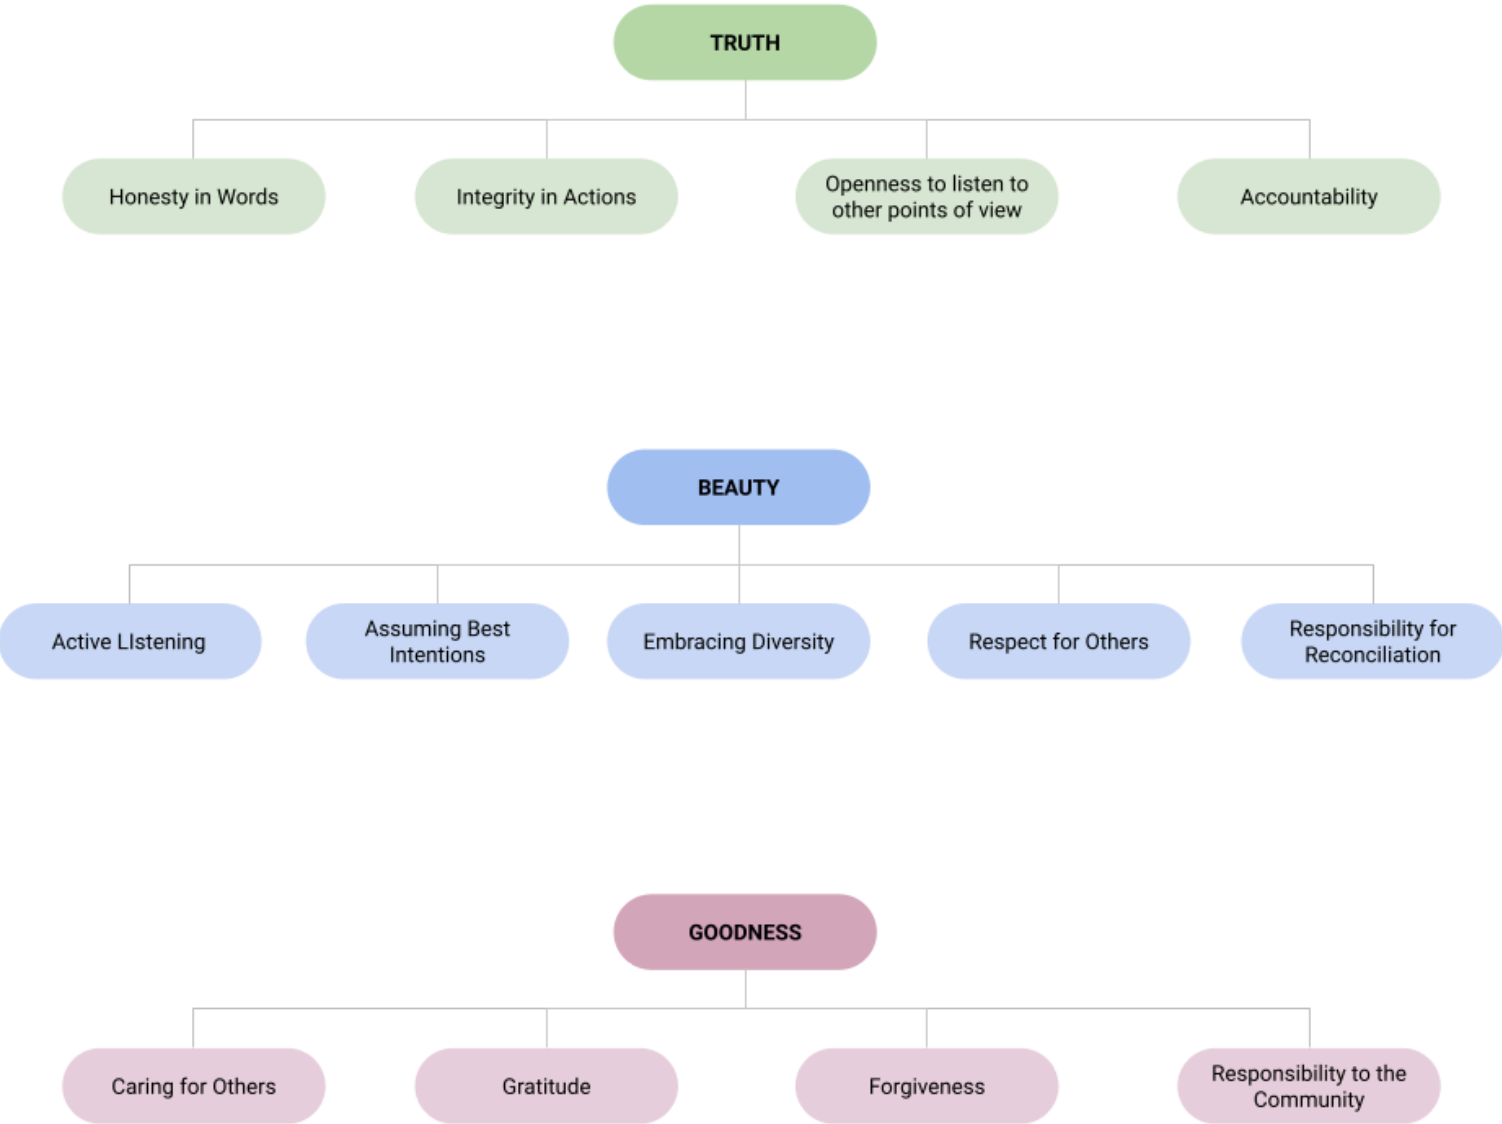 TRUTH
Honesty in Words
Integrity in Actions
Openness to listen to
other points of view
Accountability
BEAUTY
Active LIstening
Assuming Best
Intentions
Embracing Diversity
Respect for Others
Responsibility for
Reconciliation
GOODNESS
Caring for Others
Gratitude
Forgiveness
Responsibility to the
Community